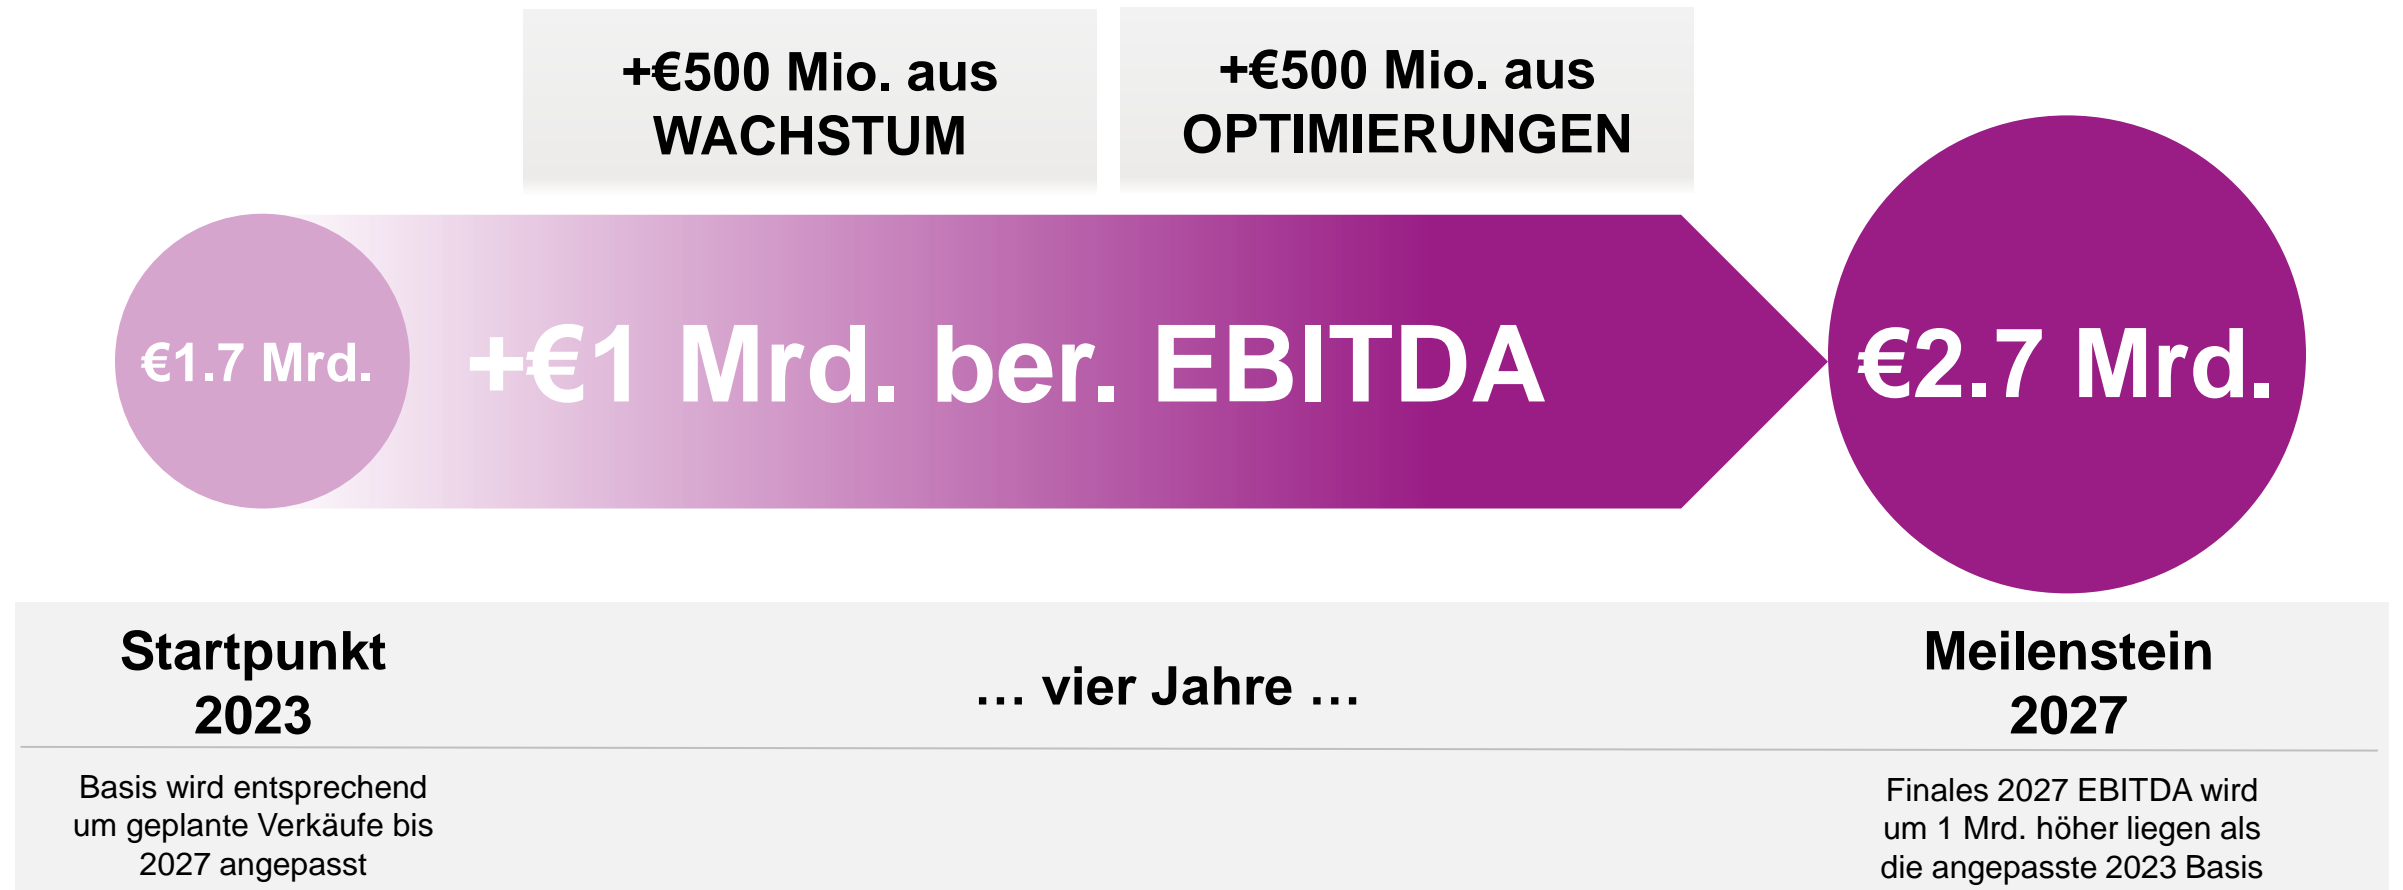 +€500 Mio. aus
WACHSTUM
+€500 Mio. aus
OPTIMIERUNGEN
€1.7 Mrd.
+€1 Mrd. ber. EBITDA
€2.7 Mrd.
Startpunkt
2023
… vier Jahre …
Meilenstein
2027
Basis wird entsprechend
um geplante Verkäufe bis
2027 angepasst
Finales 2027 EBITDA wird
um 1 Mrd. höher liegen als
die angepasste 2023 Basis